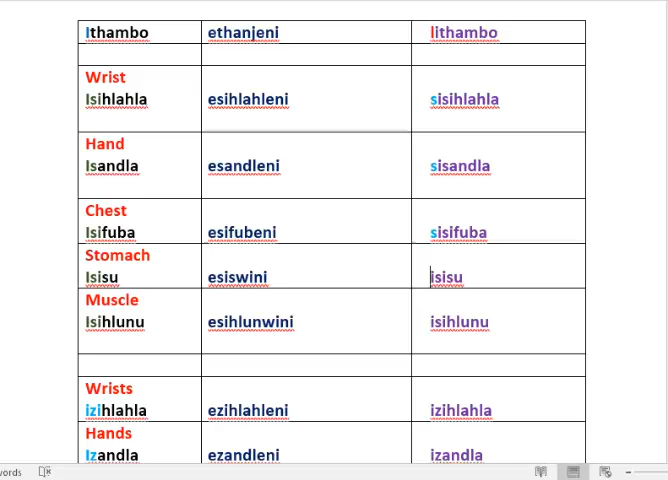 Ithambo ethanjeni lithambo
Wrist
Isihlahla esihlahleni sisihlahla
Hand
Isandla esandleni sisandla
Chest
Isifuba esifubeni sisifuba
Stomach
Isisu esiswini isisu
Muscle
Isihlunu esihlunwini isihlunu
Wrists
izihlahla ezihlahleni izihlahla
Hands
Izandla ezandleni izandla